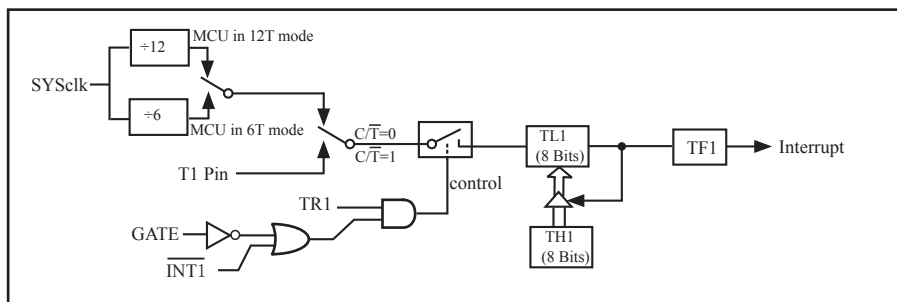 ÷12
MCU in 12T mode
SYSclk
÷6
MCU in 6T mode
C/T̅=0
C/T̅=1
T1 Pin
TL1
(8 Bits)
TF1
Interrupt
control
TR1
GATE
I̅N̅T̅1̅
TH1
(8 Bits)